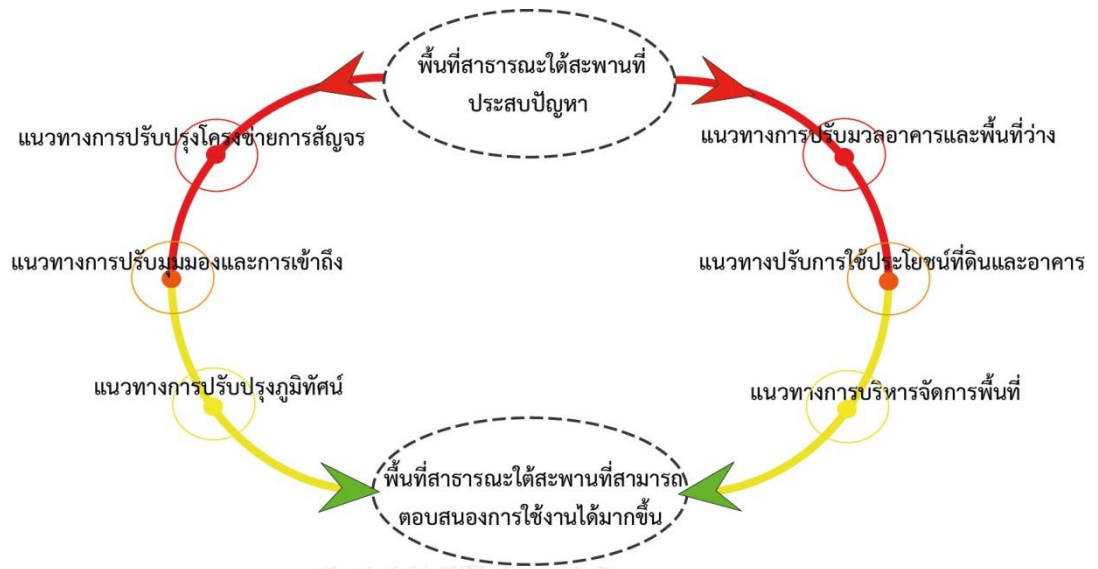 พื้นที่สาธารณะใต้สะพานที่
ประสบปัญหา
แนวทางการปรับปรุงโครงข่ายการสัญจร
แนวทางการปรับมวลอาคารและพื้นที่ว่าง
แนวทางการปรับมุมมองและการเข้าถึง
แนวทางปรับการใช้ประโยชน์ที่ดินและอาคาร
แนวทางการปรับปรุงภูมิทัศน์
แนวทางการบริหารจัดการพื้นที่
พื้นที่สาธารณะใต้สะพานที่สามารถ
ตอบสนองการใช้งานได้มากขึ้น